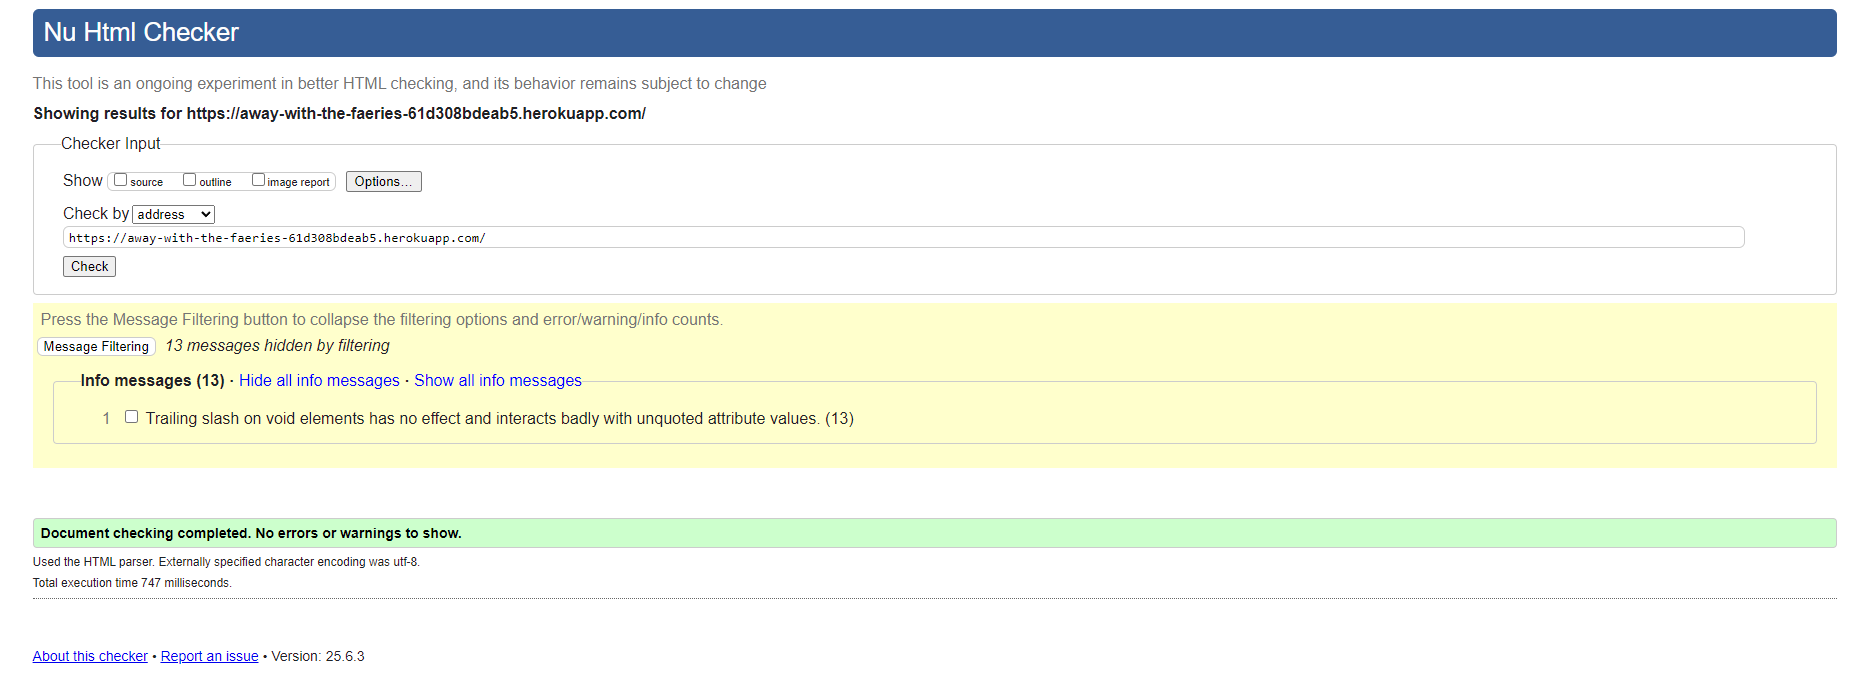 Nu Html Checker
This tool is an ongoing experiment in better HTML checking, and its behavior remains subject to change
Showing results for https://away-with-the-faeries-61d308bdeab5.herokuapp.com/
Checker Input
Show source outline image report Options...
Check by address
https://away-with-the-faeries-61d308bdeab5.herokuapp.com/
Check
Press the Message Filtering button to collapse the filtering options and error/warning/info counts.
Message Filtering 13 messages hidden by filtering
Info messages (13) · Hide all info messages · Show all info messages
1 Trailing slash on void elements has no effect and interacts badly with unquoted attribute values. (13)
Document checking completed. No errors or warnings to show.
Used the HTML parser. Externally specified character encoding was utf-8.
Total execution time 747 milliseconds.
About this checker • Report an issue • Version: 25.6.3